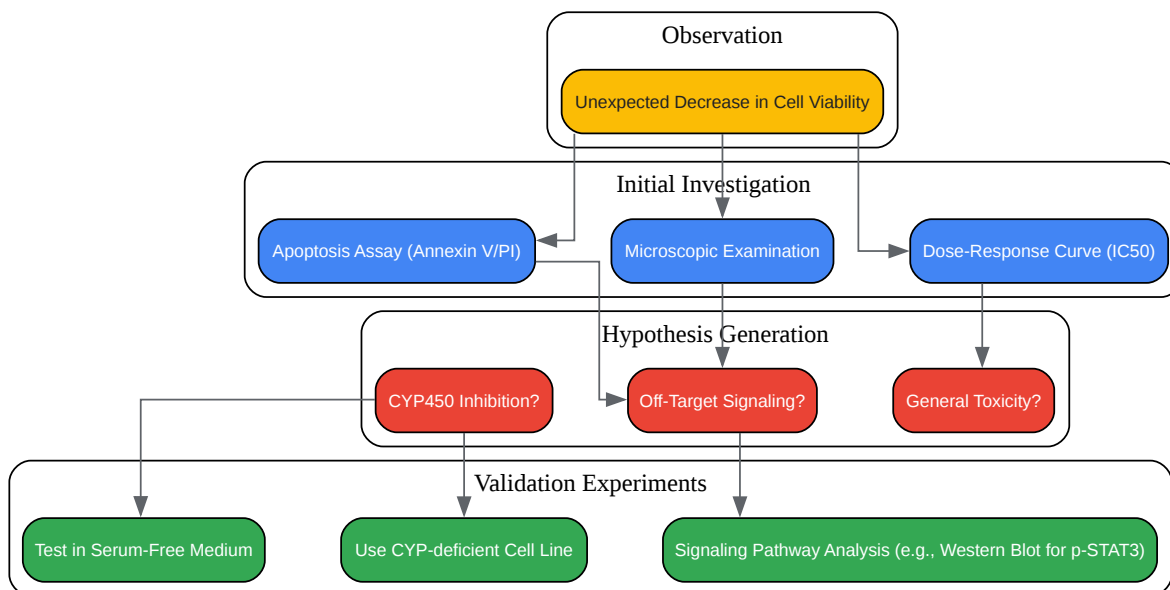 Observation
Unexpected Decrease in Cell Viability
Initial Investigation
Apoptosis Assay (Annexin V/PI)
Microscopic Examination
Dose-Response Curve (IC50)
Hypothesis Generation
CYP450 Inhibition?
Off-Target Signaling?
General Toxicity?
Validation Experiments
Test in Serum-Free Medium
Use CYP-deficient Cell Line
Signaling Pathway Analysis (e.g., Western Blot for p-STAT3)